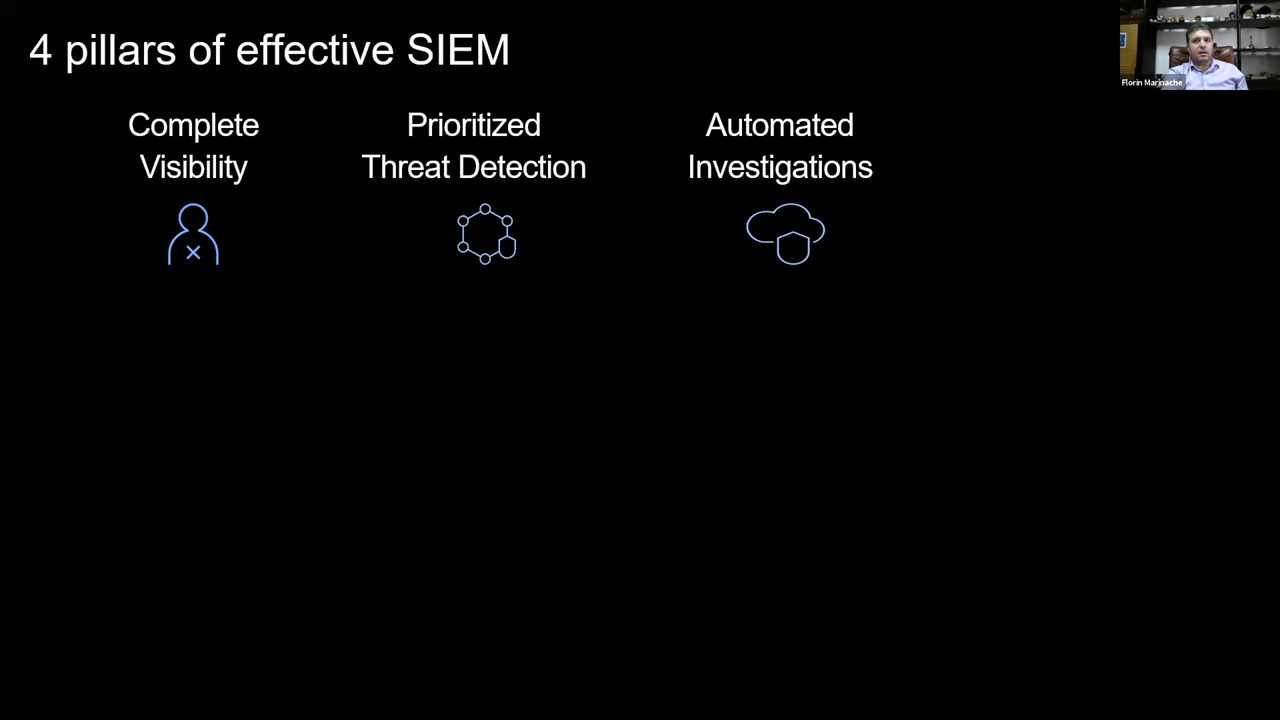 4 pillars of effective SIEM
Florin Marinache
Complete
Visibility
Prioritized
Threat Detection
Automated
Investigations